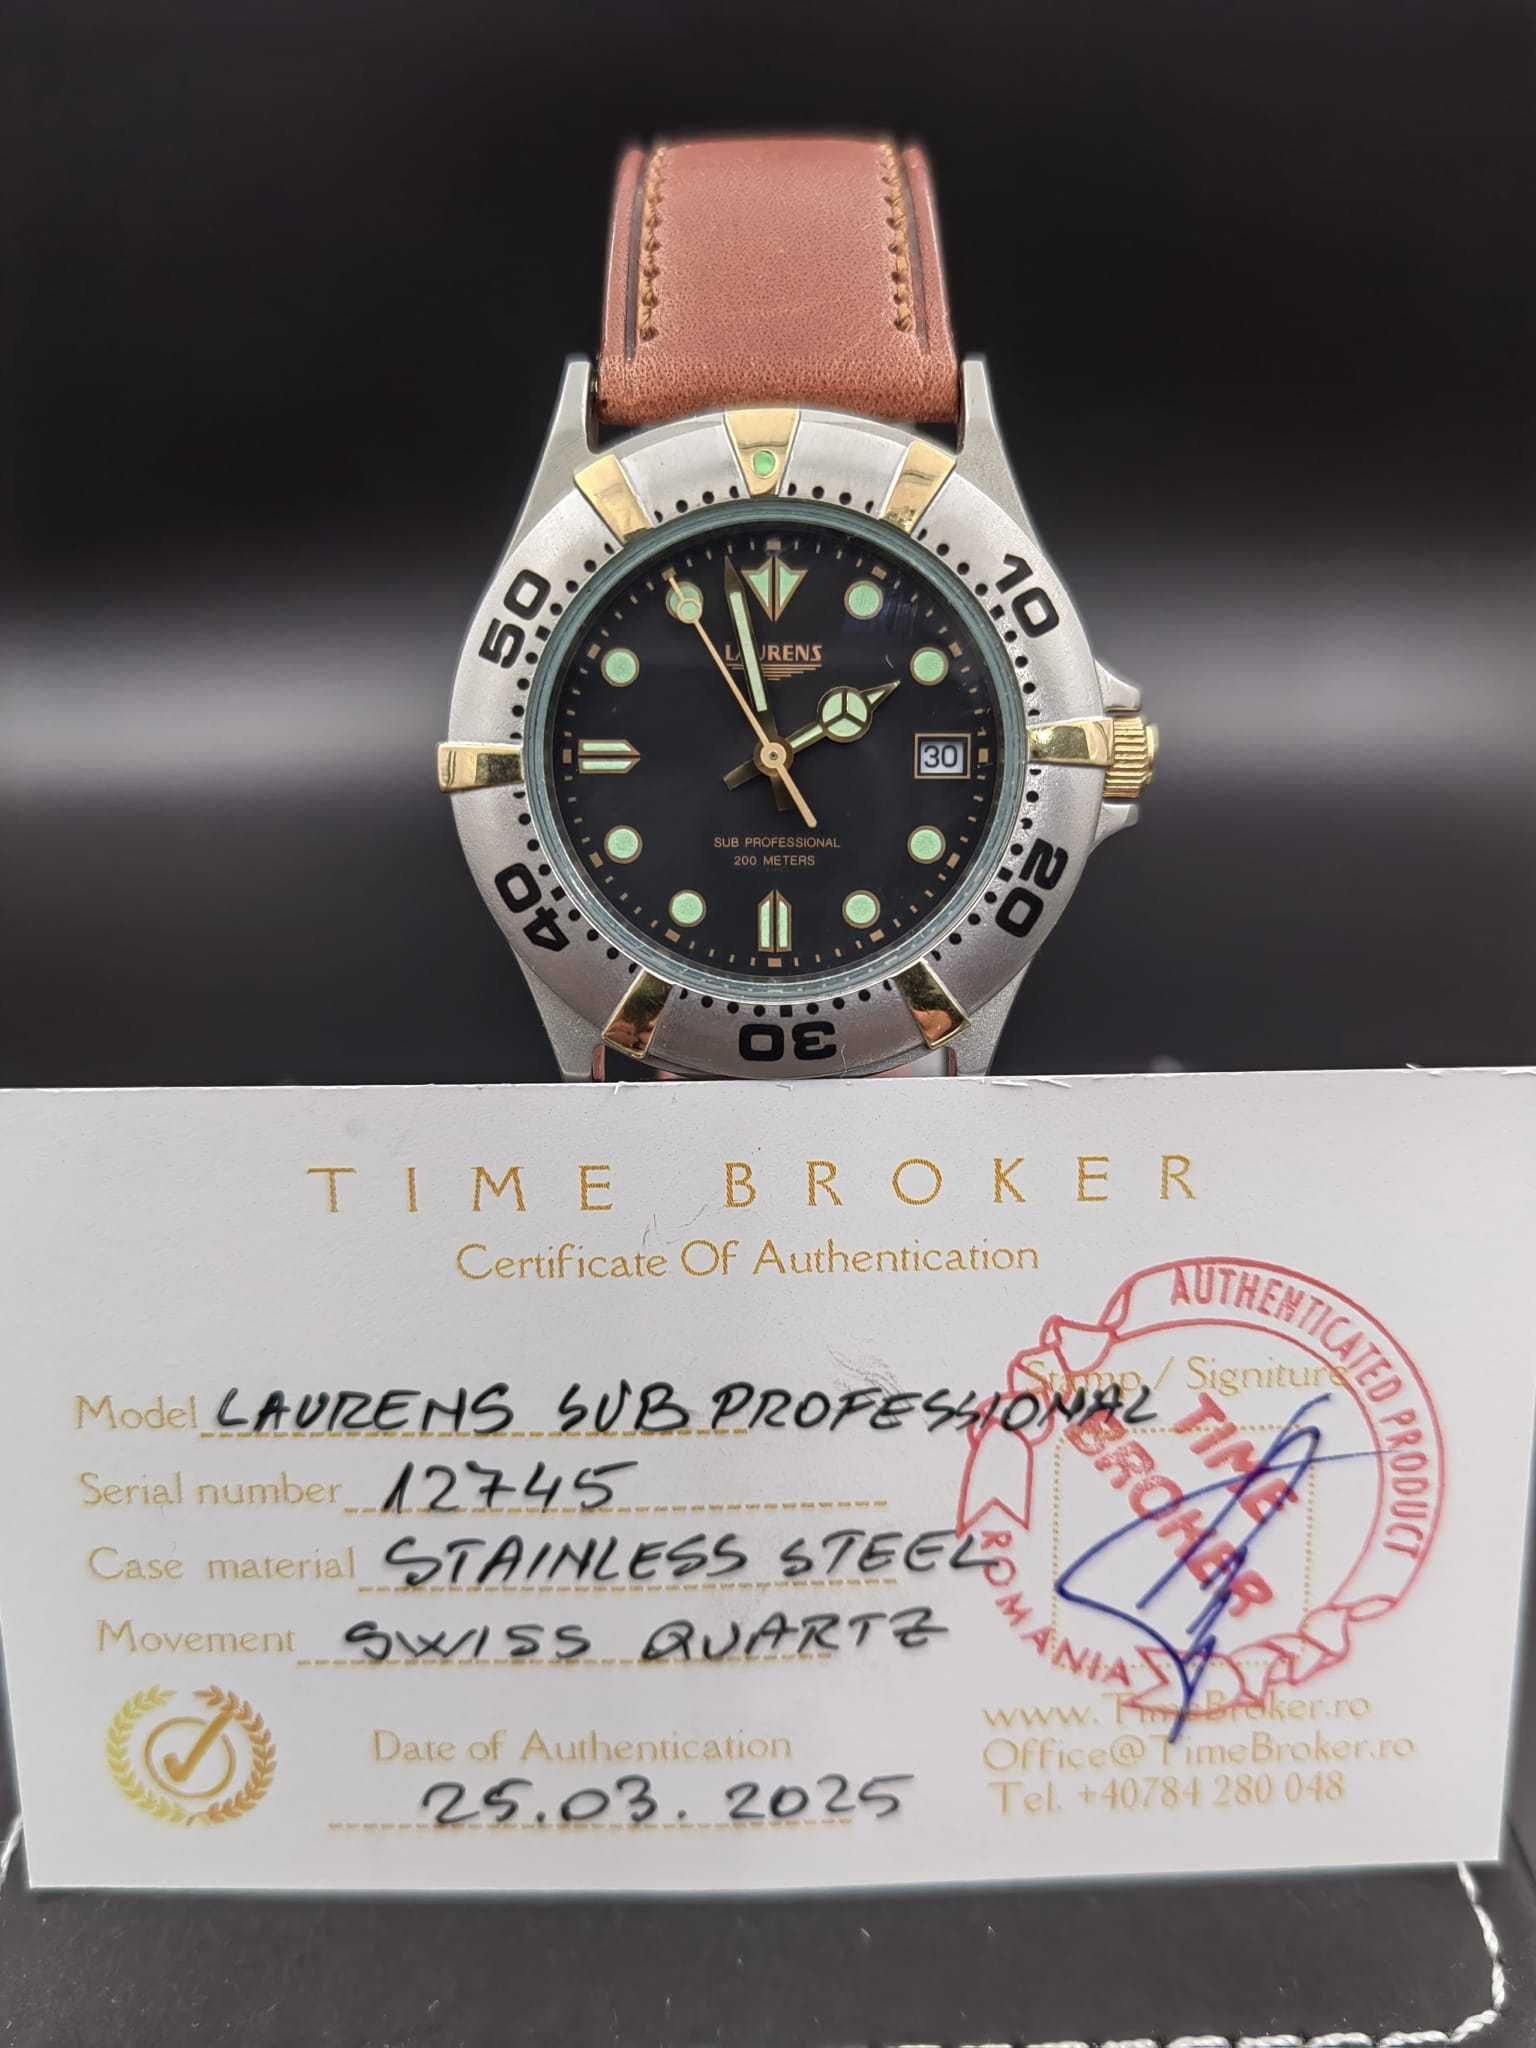 10
20
30
40
50
LAURENS
30
SUB PROFESSIONAL
200 METERS
TIME BROKER
Certificate Of Authentication
AUTHENTICATED PRODUCT
Stamp / Signiture
TIME
BROKER
ROMANIA
Model LAURENS SUB PROFESSIONAL
Serial number 12745
Case material STAINLESS STEEL
Movement SWISS QUARTZ
Date of Authentication
25.03.2025
www.TimeBroker.ro
Office@TimeBroker.ro
Tel. +40784 280 048